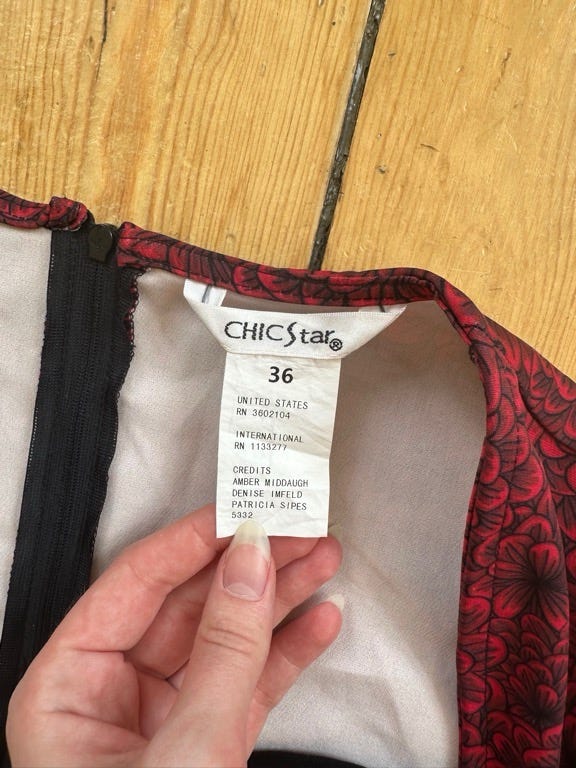 CHICStar®
36
UNITED STATES
RN 3602104
INTERNATIONAL
RN 1133277
CREDITS
AMBER MIDDAUGH
DENISE IMFELD
PATRICIA SIPES
5332